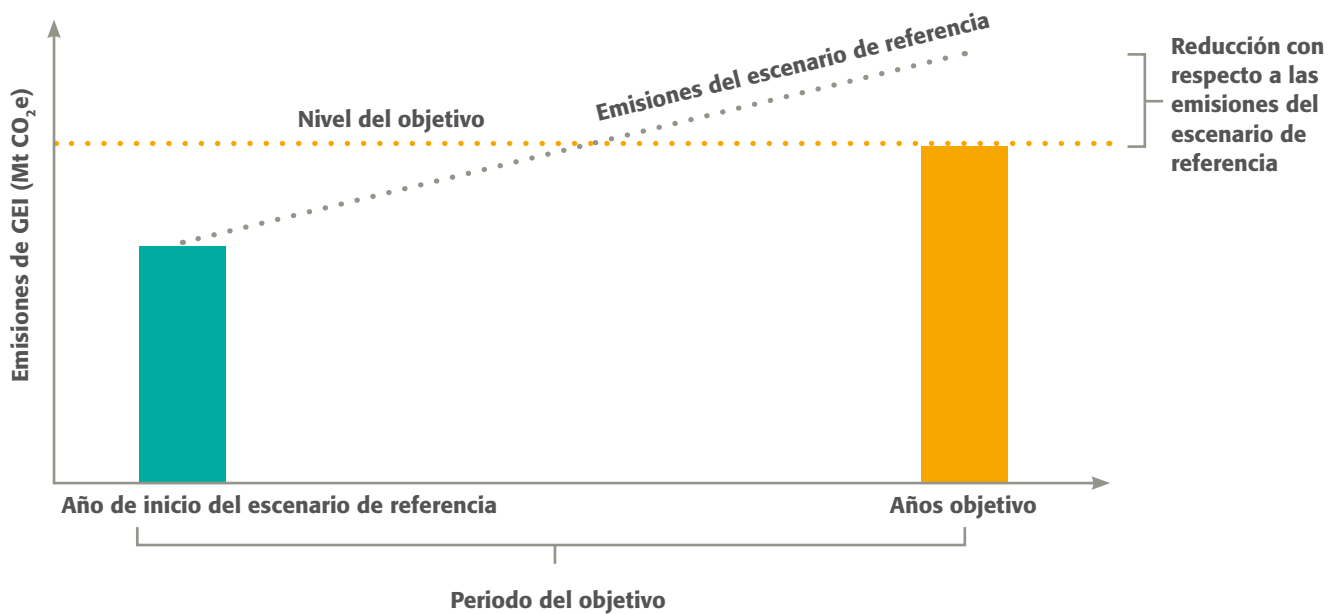 Emisiones de GEI (Mt CO₂e)
Nivel del objetivo
Emisiones del escenario de referencia
Reducción con
respecto a las
emisiones del
escenario de
referencia
Año de inicio del escenario de referencia
Años objetivo
Periodo del objetivo